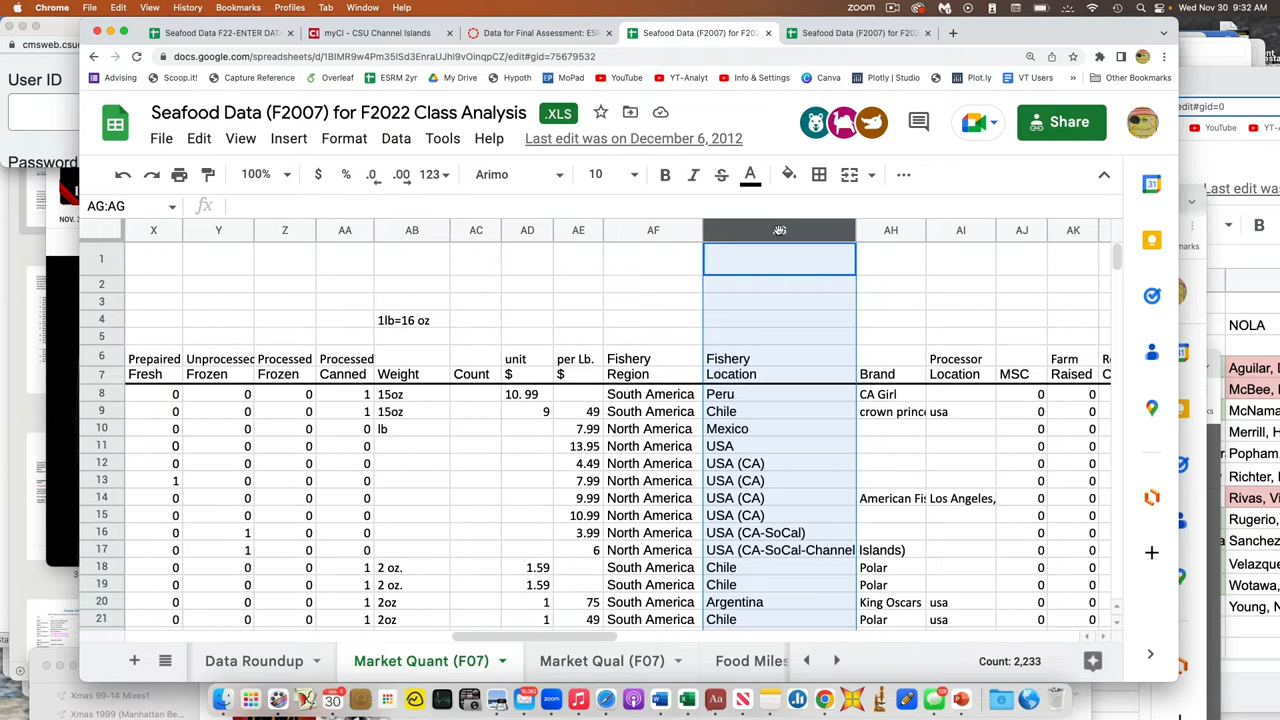 Chrome File Edit View History Bookmarks Profiles Tab Window Help ZOOM Wed Nov 30 9:32 AM
cmsweb.csu
Seafood Data F22-ENTER DAT
myCI - CSU Channel Islands
Data for Final Assessment: ES
Seafood Data (F2007) for F202
Seafood Data (F2007) for F202
docs.google.com/spreadsheets/d/1BIMR9w4Pm35Ld3EnraWhI9vOinqpCZ/edit#gid=75679532
edit#gid=0
Advising Scoop.it! Capture Reference Overleaf ESRM 2yr My Drive Hypoth MoPad YouTube YT-Analyt Info & Settings Canva Plotly | Studio Plot.ly VT Users » Other Bookmarks
User ID
Password
YouTube YT-A
Seafood Data (F2007) for F2022 Class Analysis .XLS
Share
File Edit View Insert Format Data Tools Help Last edit was on December 6, 2012
100% $ % .0 .00 123 Arimo 10 B I S A
Last edit was
NOV.
AG:AG fx
B
marks
X Y Z AA AB AC AD AE AF AG AH AI AJ AK
1
2
3
4 1lb=16 oz
5
6 Prepaired Unprocessed Processed Processed unit per Lb. Fishery Fishery Processor Farm
7 Fresh Frozen Frozen Canned Weight Count $ $ Region Location Brand Location MSC Raised
8 0 0 0 1 15oz 10. 99 South America Peru CA Girl 0 0
9 0 0 0 1 15oz 9 49 South America Chile crown prince usa 0 0
10 0 0 0 0 lb 7.99 North America Mexico 0 0
11 0 0 0 0 13.95 North America USA 0 0
12 0 0 0 0 4.49 North America USA (CA) 0 0
13 1 0 0 0 7.99 North America USA (CA) 0 0
14 0 0 0 0 9.99 North America USA (CA) American Fis Los Angeles, 0 0
15 0 0 0 0 10.99 North America USA (CA) 0 0
16 0 1 0 0 3.99 North America USA (CA-SoCal) 0 0
17 0 1 0 0 6 North America USA (CA-SoCal-Channel Islands) 0 0
18 0 0 0 1 2 oz. 1.59 South America Chile Polar 0 0
19 0 0 0 1 2 oz. 1.59 South America Chile Polar 0 0
20 0 0 0 1 2oz 1 75 South America Argentina King Oscars usa 0 0
21 0 0 0 1 2oz 1 49 South America Chile Polar usa 0 0
NOLA
Aguilar, D
McBee,
McNama
Merrill, H
Popham,
Richter,
Rivas, Vi
Rugerio,
Sanchez
Velazque
Wotawa,
Young, N
Data Roundup Market Quant (F07) Market Qual (F07) Food Miles Count: 2,233
Xmas 99-14 Mixes1
Xmas 1999 (Manhattan Be...